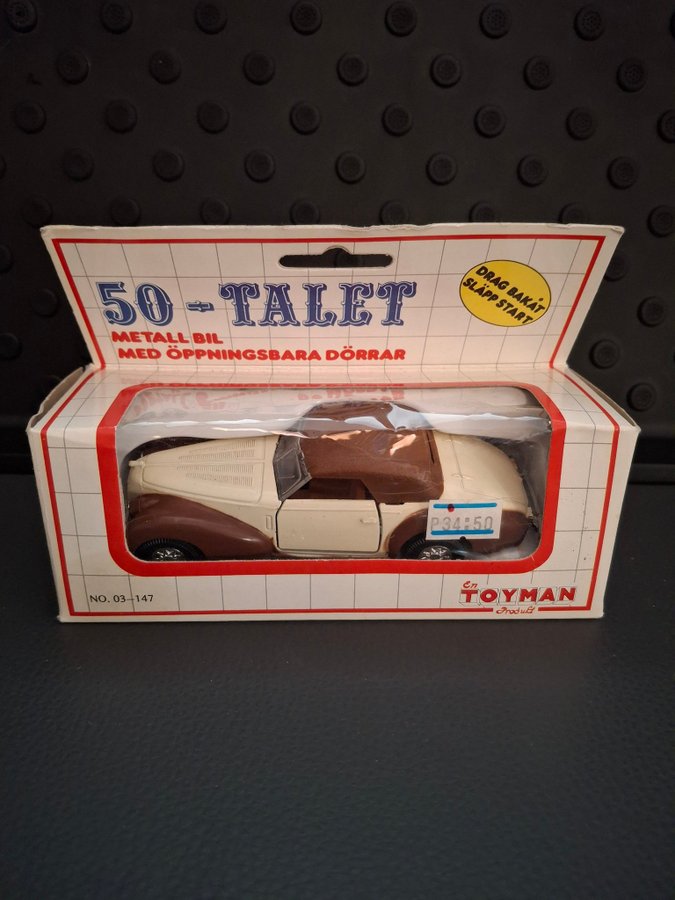 50-TALET
METALL BIL
MED ÖPPNINGSBARA DÖRRAR
DRAG BAKÅT
SLÄPP START
P34:50
NO. 03-147
En
TOYMAN
Produkt